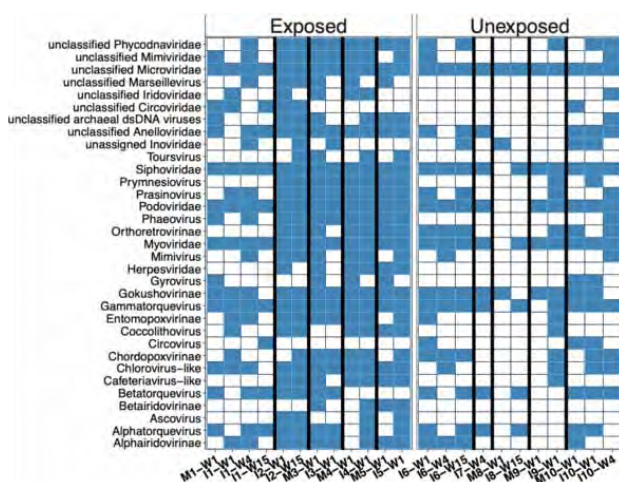 Exposed
Unexposed
unclassified Phycodnaviridae
unclassified Mimiviridae
unclassified Microviridae
unclassified Marseillevirus
unclassified Iridoviridae
unclassified Circoviridae
unclassified archaeal dsDNA viruses
unclassified Anelloviridae
unassigned Inoviridae
Toursvirus
Siphoviridae
Prymnesiovirus
Prasinovirus
Podoviridae
Phaeovirus
Orthoretrovirinae
Myoviridae
Mimivirus
Herpesviridae
Gyrovirus
Gokushovirinae
Gammatorquevirus
Entomopoxvirinae
Coccolithovirus
Circovirus
Chordopoxvirinae
Chlorovirus-like
Cafeteriavirus-like
Betatorquevirus
Betairidovirinae
Ascovirus
Alphatorquevirus
Alphairidovirinae
M1-W1
I1-W1
I1-W4
I1-W15
I2-W1
I2-W15
M3-W1
I3-W1
M4-W1
I4-W1
M5-W1
I5-W1
I6-W1
I6-W4
I6-W15
I7-W4
M8-W1
I8-W15
M9-W1
I9-W1
M10-W1
I10-W1
I10-W4